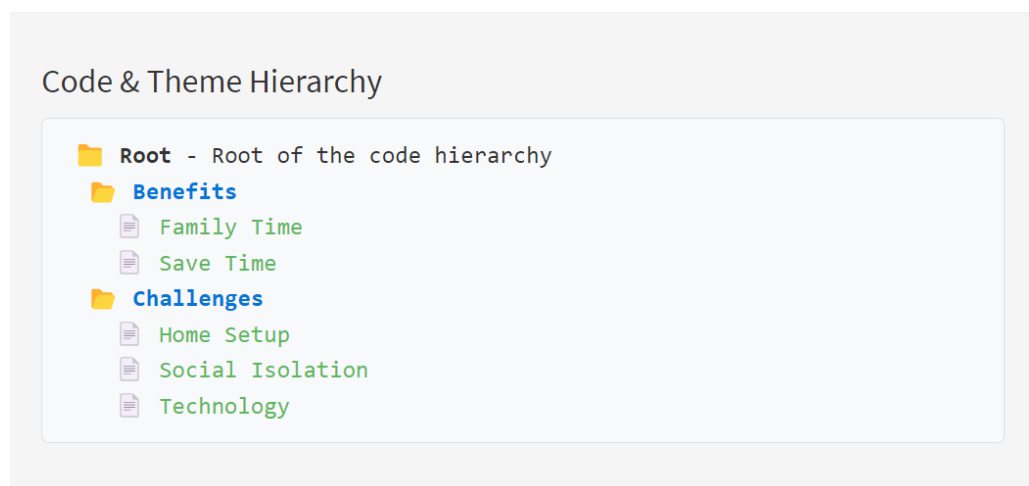 Code & Theme Hierarchy
Root - Root of the code hierarchy
Benefits
Family Time
Save Time
Challenges
Home Setup
Social Isolation
Technology